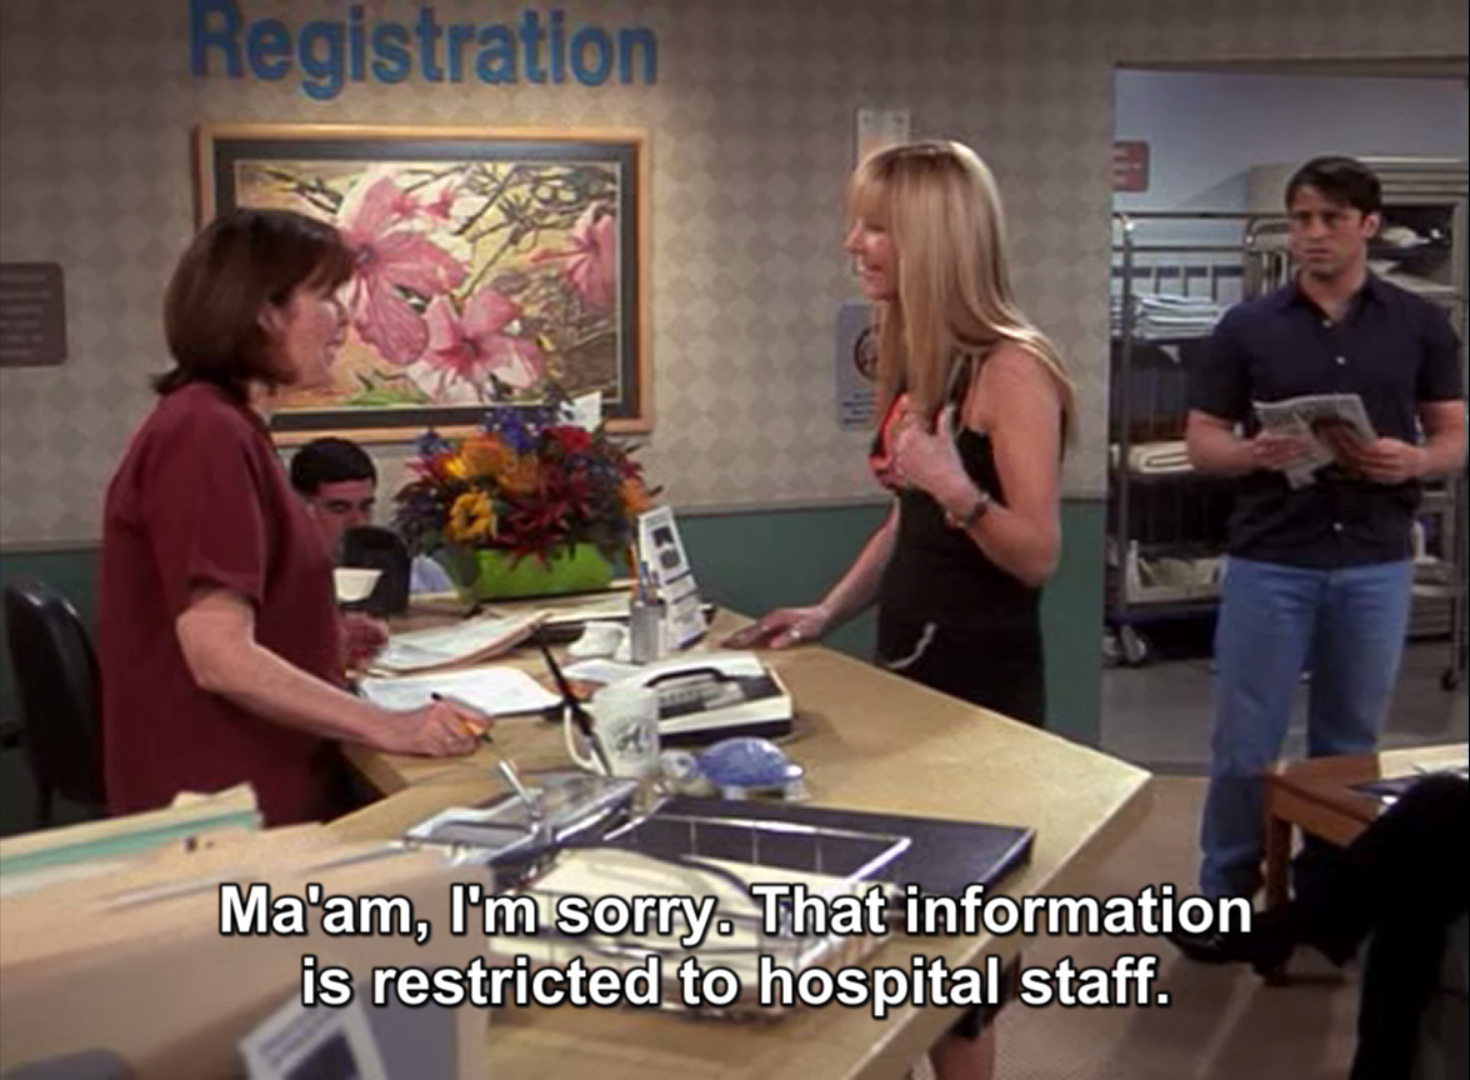 Registration
Ma'am, I'm sorry. That information
is restricted to hospital staff.